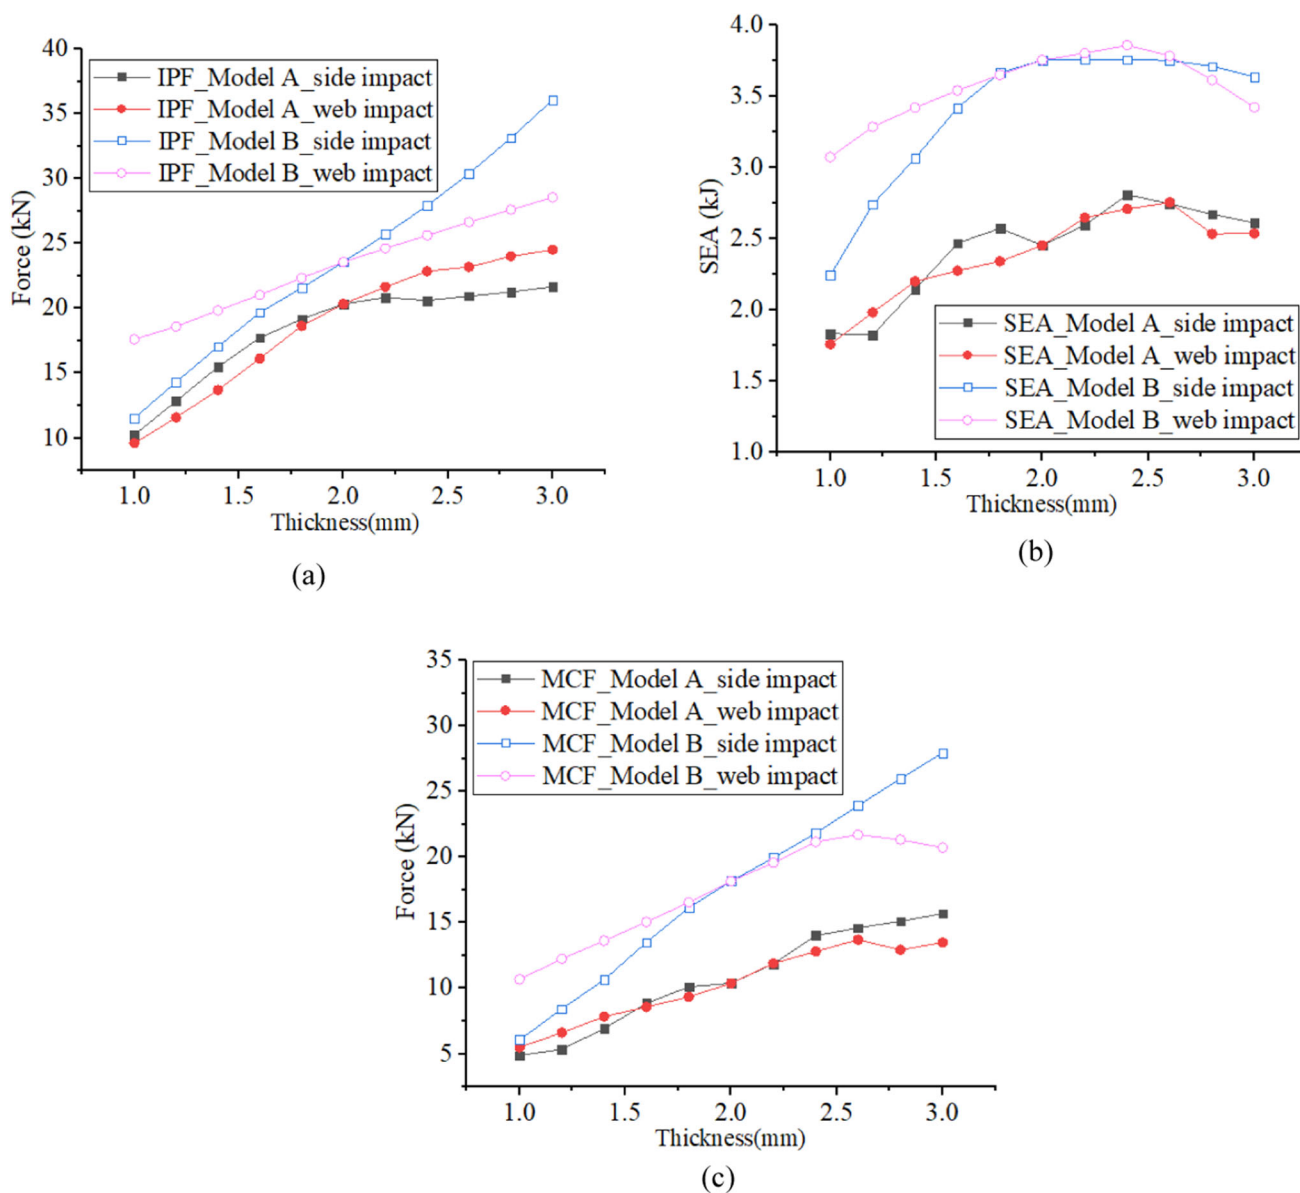 40
35
30
25
20
15
10
Force (kN)
IPF_Model A_side impact
IPF_Model A_web impact
IPF_Model B_side impact
IPF_Model B_web impact
1.0 1.5 2.0 2.5 3.0
Thickness(mm)
(a)
4.0
3.5
3.0
2.5
2.0
1.5
1.0
SEA (kJ)
SEA_Model A_side impact
SEA_Model A_web impact
SEA_Model B_side impact
SEA_Model B_web impact
1.0 1.5 2.0 2.5 3.0
Thickness(mm)
(b)
35
30
25
20
15
10
5
Force (kN)
MCF_Model A_side impact
MCF_Model A_web impact
MCF_Model B_side impact
MCF_Model B_web impact
1.0 1.5 2.0 2.5 3.0
Thickness(mm)
(c)